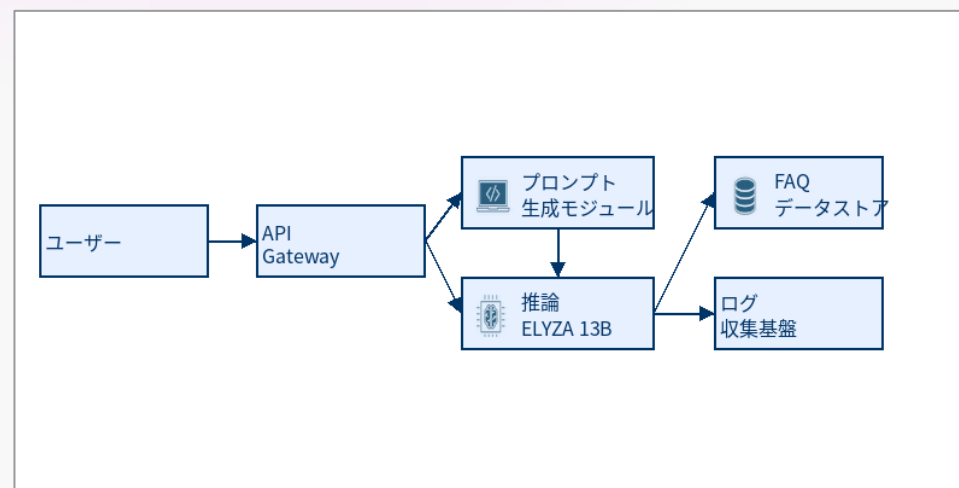 ユーザー
API
Gateway
プロンプト
生成モジュール
推論
ELYZA 13B
FAQ
データストア
ログ
収集基盤